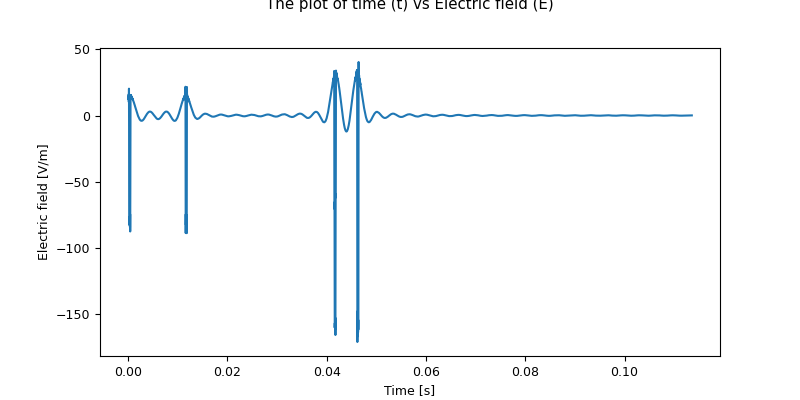 The plot of time (t) vs Electric field (E)
Electric field [V/m]
50
0
−50
−100
−150
0.00 0.02 0.04 0.06 0.08 0.10
Time [s]